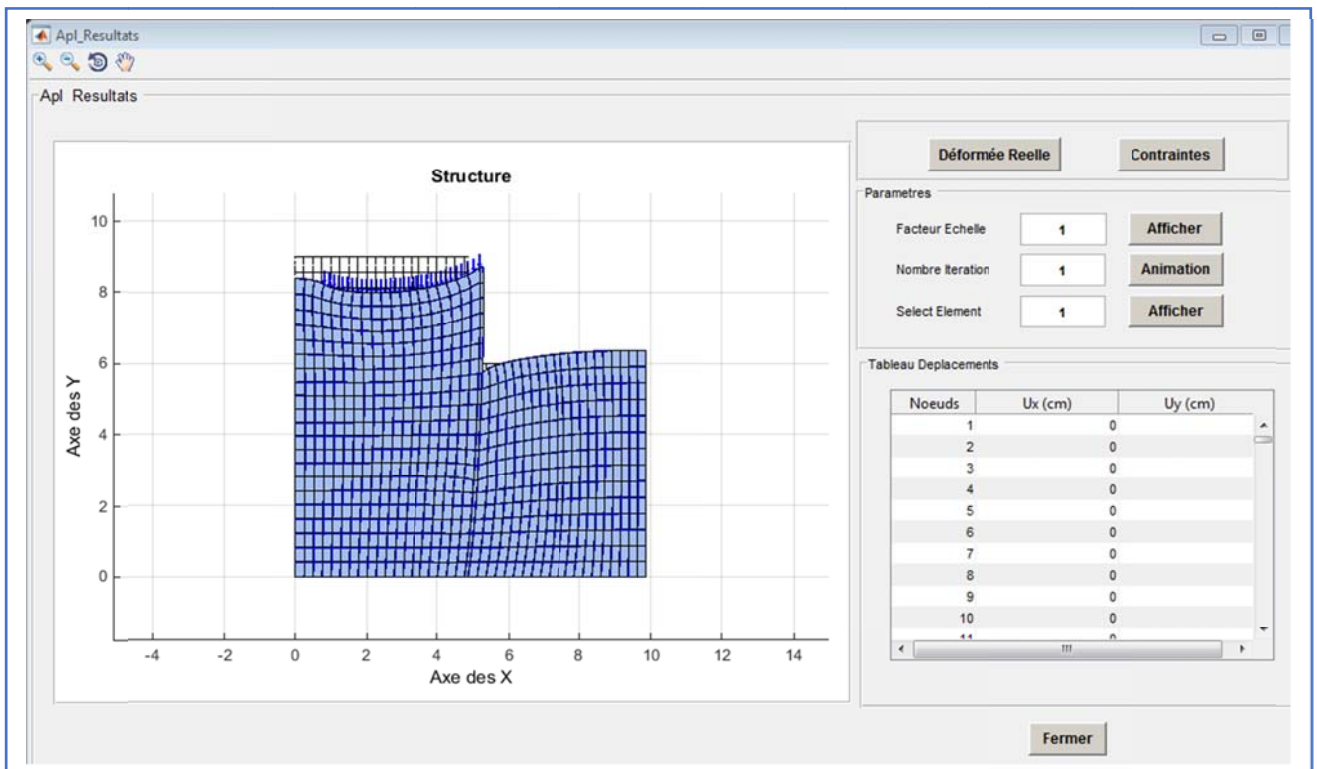 Apl_Resultats
Apl Resultats
Structure
Axe des Y
10
8
6
4
2
0
-4 -2 0 2 4 6 8 10 12 14
Axe des X
Déformée Reelle Contraintes
Parametres
Facteur Echelle 1 Afficher
Nombre Iteration 1 Animation
Select Element 1 Afficher
Tableau Deplacements
Noeuds Ux (cm) Uy (cm)
1 0
2 0
3 0
4 0
5 0
6 0
7 0
8 0
9 0
10 0
11 0
Fermer